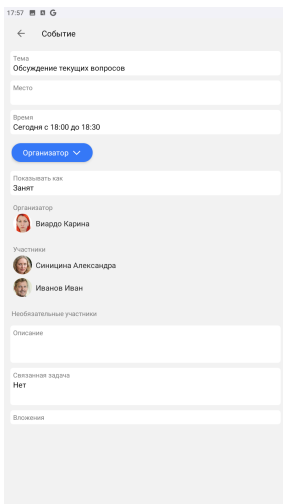 17:57 G
Событие
Тема
Обсуждение текущих вопросов
Место
Время
Сегодня с 18:00 до 18:30
Организатор
Показывать как
Занят
Организатор
Виардо Карина
Участники
Синицина Александра
Иванов Иван
Необязательные участники
Описание
Связанная задача
Нет
Вложения